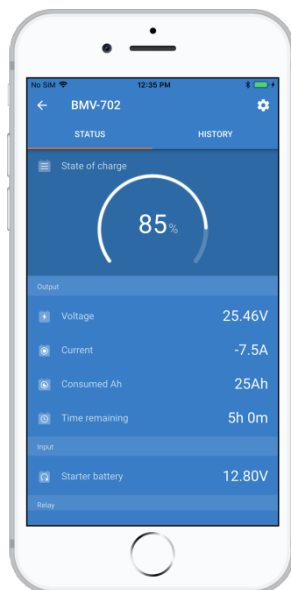 No SIM 12:35 PM
BMV-702
STATUS HISTORY
State of charge
85%
Output
Voltage 25.46V
Current -7.5A
Consumed Ah 25Ah
Time remaining 5h 0m
Input
Starter battery 12.80V
Relay